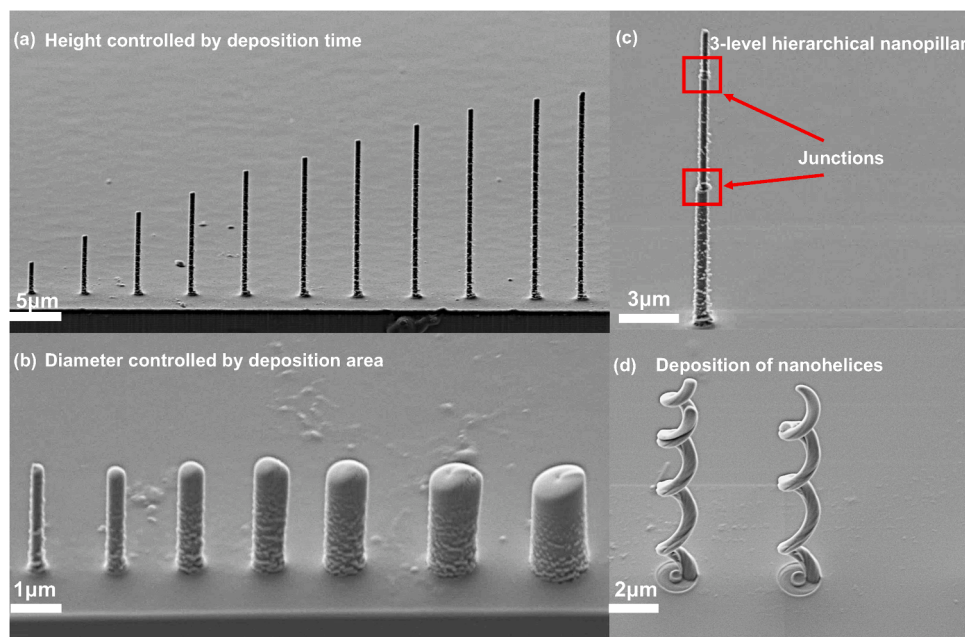 (a) Height controlled by deposition time
5μm
(b) Diameter controlled by deposition area
1μm
(c) 3-level hierarchical nanopillar
Junctions
3μm
(d) Deposition of nanohelices
2μm